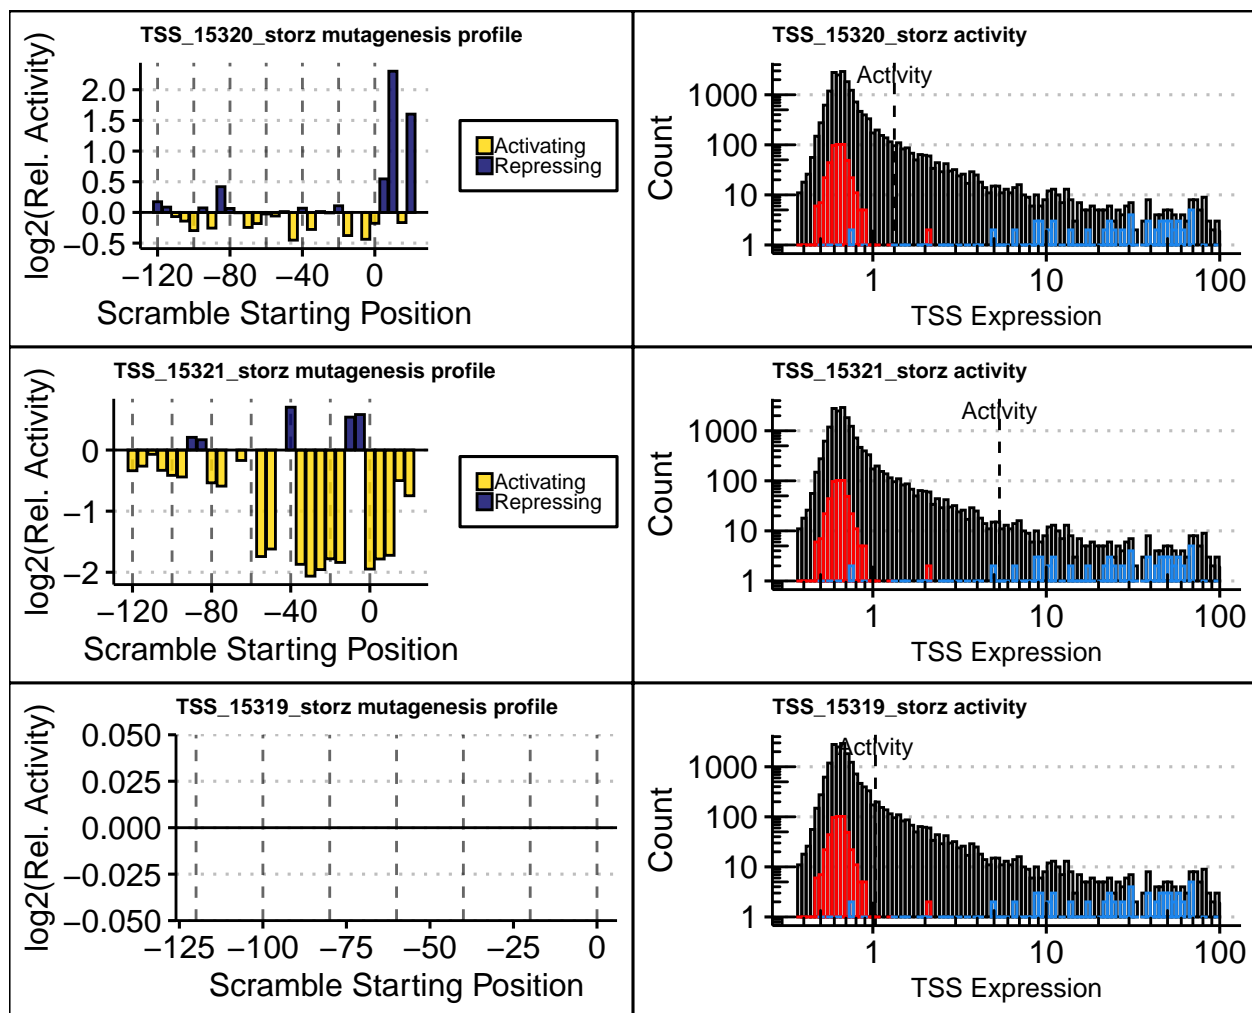 TSS_15320_storz mutagenesis profile
log2(Rel. Activity)
2.0
1.5
1.0
0.5
0.0
−0.5
−120 −80 −40 0
Scramble Starting Position
Activating
Repressing
TSS_15320_storz activity
Activity
Count
1000
100
10
1
1 10 100
TSS Expression
TSS_15321_storz mutagenesis profile
log2(Rel. Activity)
0
−1
−2
−120 −80 −40 0
Scramble Starting Position
Activating
Repressing
TSS_15321_storz activity
Activity
Count
1000
100
10
1
1 10 100
TSS Expression
TSS_15319_storz mutagenesis profile
log2(Rel. Activity)
0.050
0.025
0.000
−0.025
−0.050
−125 −100 −75 −50 −25 0
Scramble Starting Position
TSS_15319_storz activity
Activity
Count
1000
100
10
1
1 10 100
TSS Expression